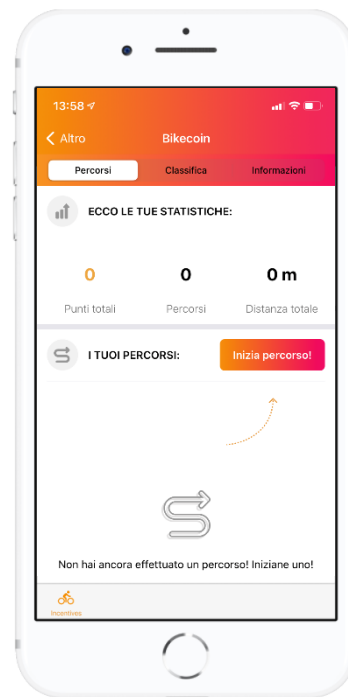 13:58
Altro
Bikecoin
Percorsi
Classifica
Informazioni
ECCO LE TUE STATISTICHE:
0
0
0 m
Punti totali
Percorsi
Distanza totale
I TUOI PERCORSI:
Inizia percorso!
Non hai ancora effettuato un percorso! Iniziane uno!
Incentives